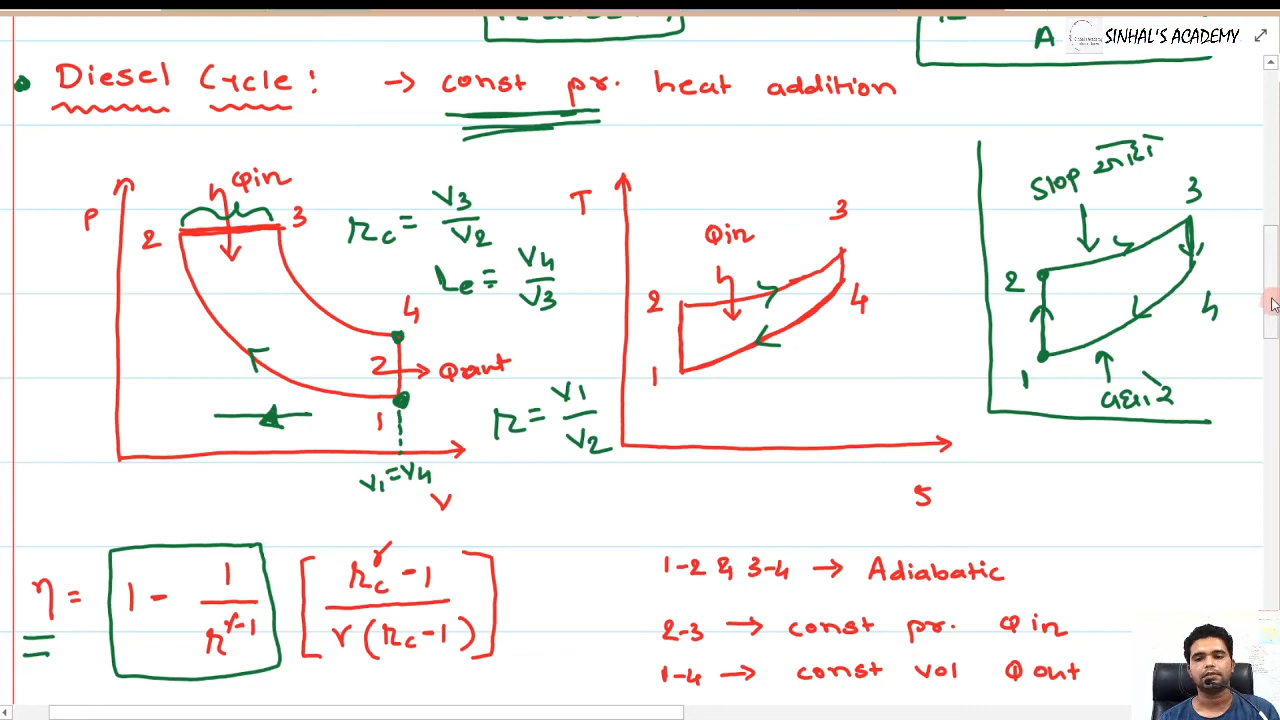 A
SINHAL'S ACADEMY
Diesel Cycle: → const pr. heat addition
P
Qin
2
3
4
2
1
Qout
V1=V4
V
rc = V3/V2
re = V4/V3
r = V1/V2
T
Qin
2
3
4
1
S
Slop
3
2
4
1
η = 1 - 1/r^γ-1 [ rc^γ - 1 / γ(rc-1) ]
1-2 & 3-4 → Adiabatic
2-3 → const pr. Qin
1-4 → const vol Qout